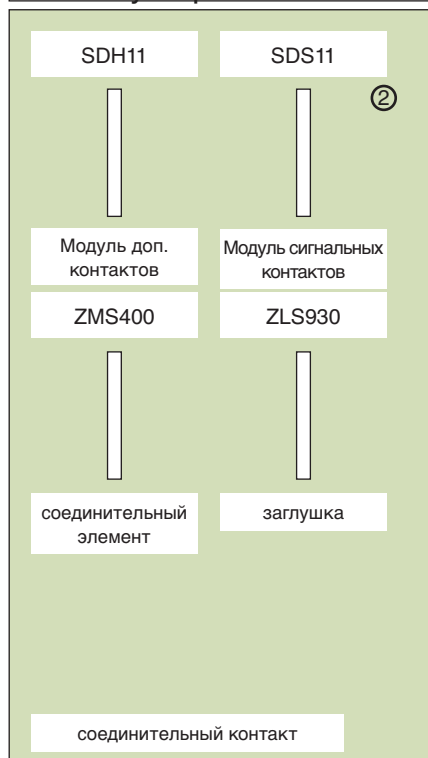 SDH11
SDS11
②
Модуль доп.
контактов
Модуль сигнальных
контактов
ZMS400
ZLS930
соединительный
элемент
заглушка
соединительный контакт